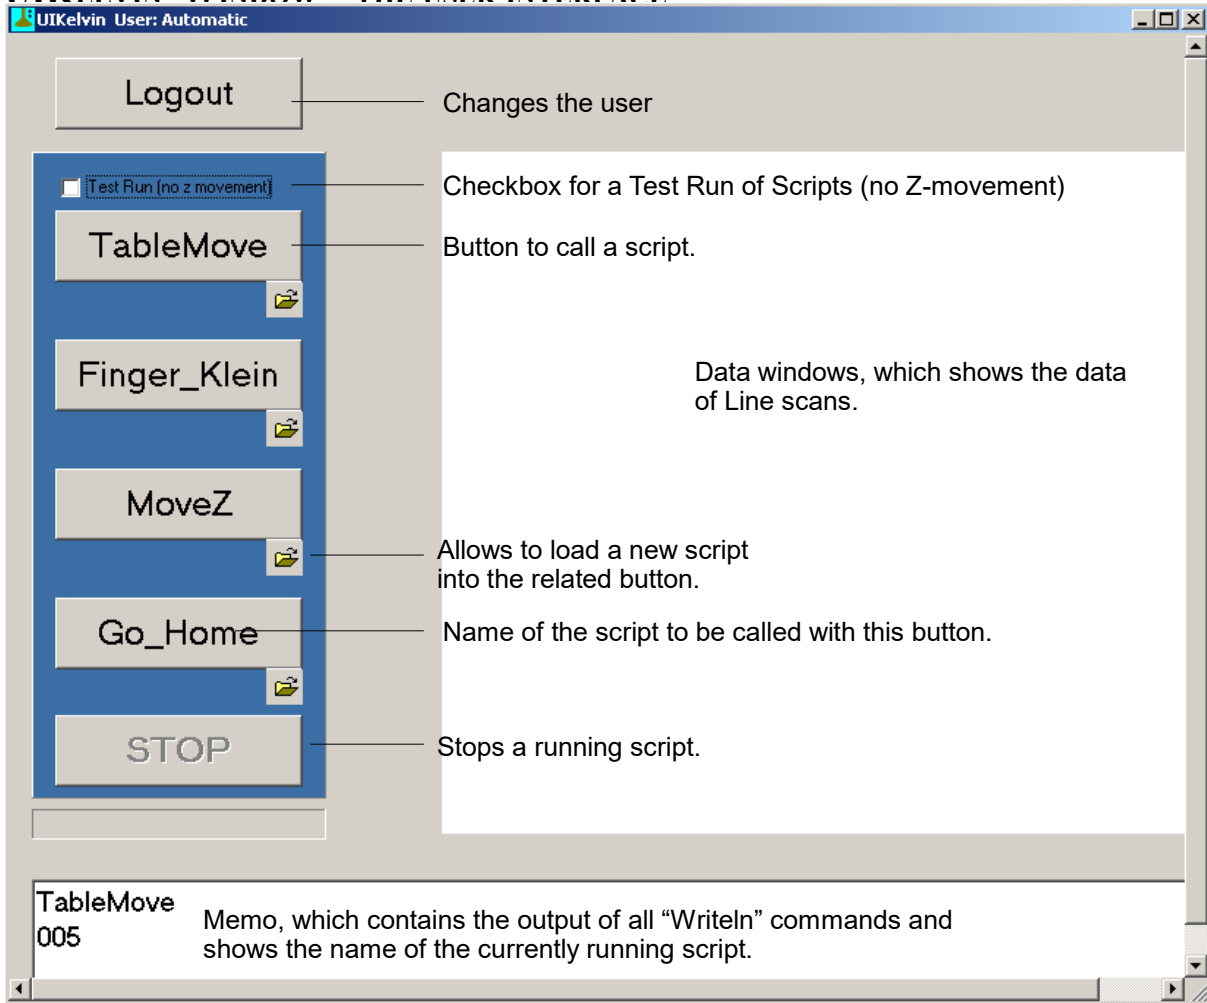 UIKelvin User: Automatic
Logout
Changes the user
Test Run (no z movement)
Checkbox for a Test Run of Scripts (no Z-movement)
TableMove
Button to call a script.
Finger_Klein
Data windows, which shows the data
of Line scans.
MoveZ
Allows to load a new script
into the related button.
Go_Home
Name of the script to be called with this button.
STOP
Stops a running script.
TableMove
005
Memo, which contains the output of all “Writeln” commands and
shows the name of the currently running script.